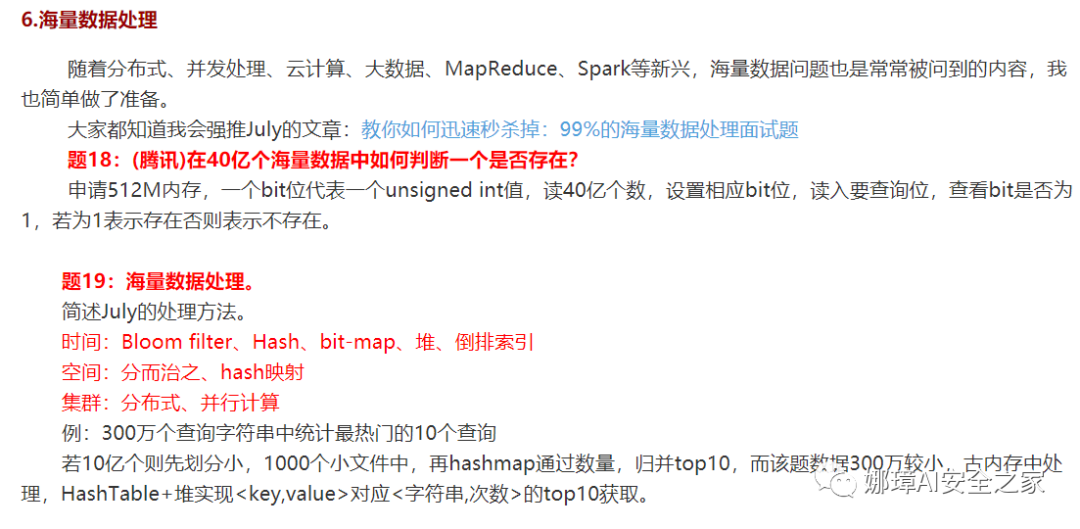 6.海量数据处理
随着分布式、并发处理、云计算、大数据、MapReduce、Spark等新兴，海量数据问题也是常常被问到的内容，我
也简单做了准备。
大家都知道我会强推July的文章：教你如何迅速秒杀掉：99%的海量数据处理面试题
题18：(腾讯)在40亿个海量数据中如何判断一个是否存在？
申请512M内存，一个bit位代表一个unsigned int值，读40亿个数，设置相应bit位，读入要查询位，查看bit是否为
1，若为1表示存在否则表示不存在。
题19：海量数据处理。
简述July的处理方法。
时间：Bloom filter、Hash、bit-map、堆、倒排索引
空间：分而治之、hash映射
集群：分布式、并行计算
例：300万个查询字符串中统计最热门的10个查询
若10亿个则先划分小，1000个小文件中，再hashmap通过数量，归并top10，而该题数据300万较小，古内存中处
理，HashTable+堆实现<key,value>对应<字符串,次数>的top10获取。
娜璋AI安全之家